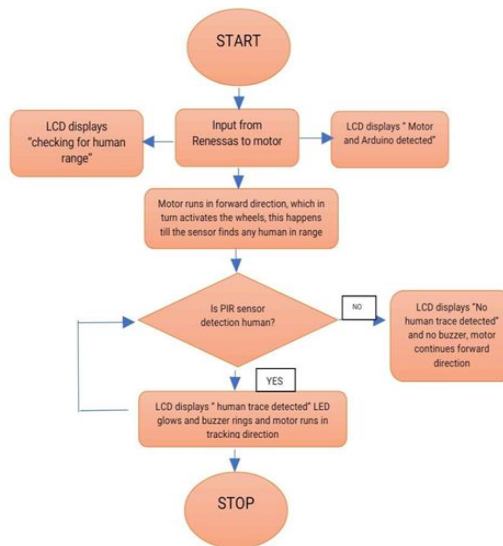 START
LCD displays
“checking for human
range”
Input from
Renessas to motor
LCD displays “ Motor
and Arduino detected”
Motor runs in forward direction, which in
turn activates the wheels, this happens
till the sensor finds any human in range
Is PIR sensor
detection human?
NO
LCD displays “No
human trace detected”
and no buzzer, motor
continues forward
direction
YES
LCD displays “ human trace detected” LED
glows and buzzer rings and motor runs in
tracking direction
STOP